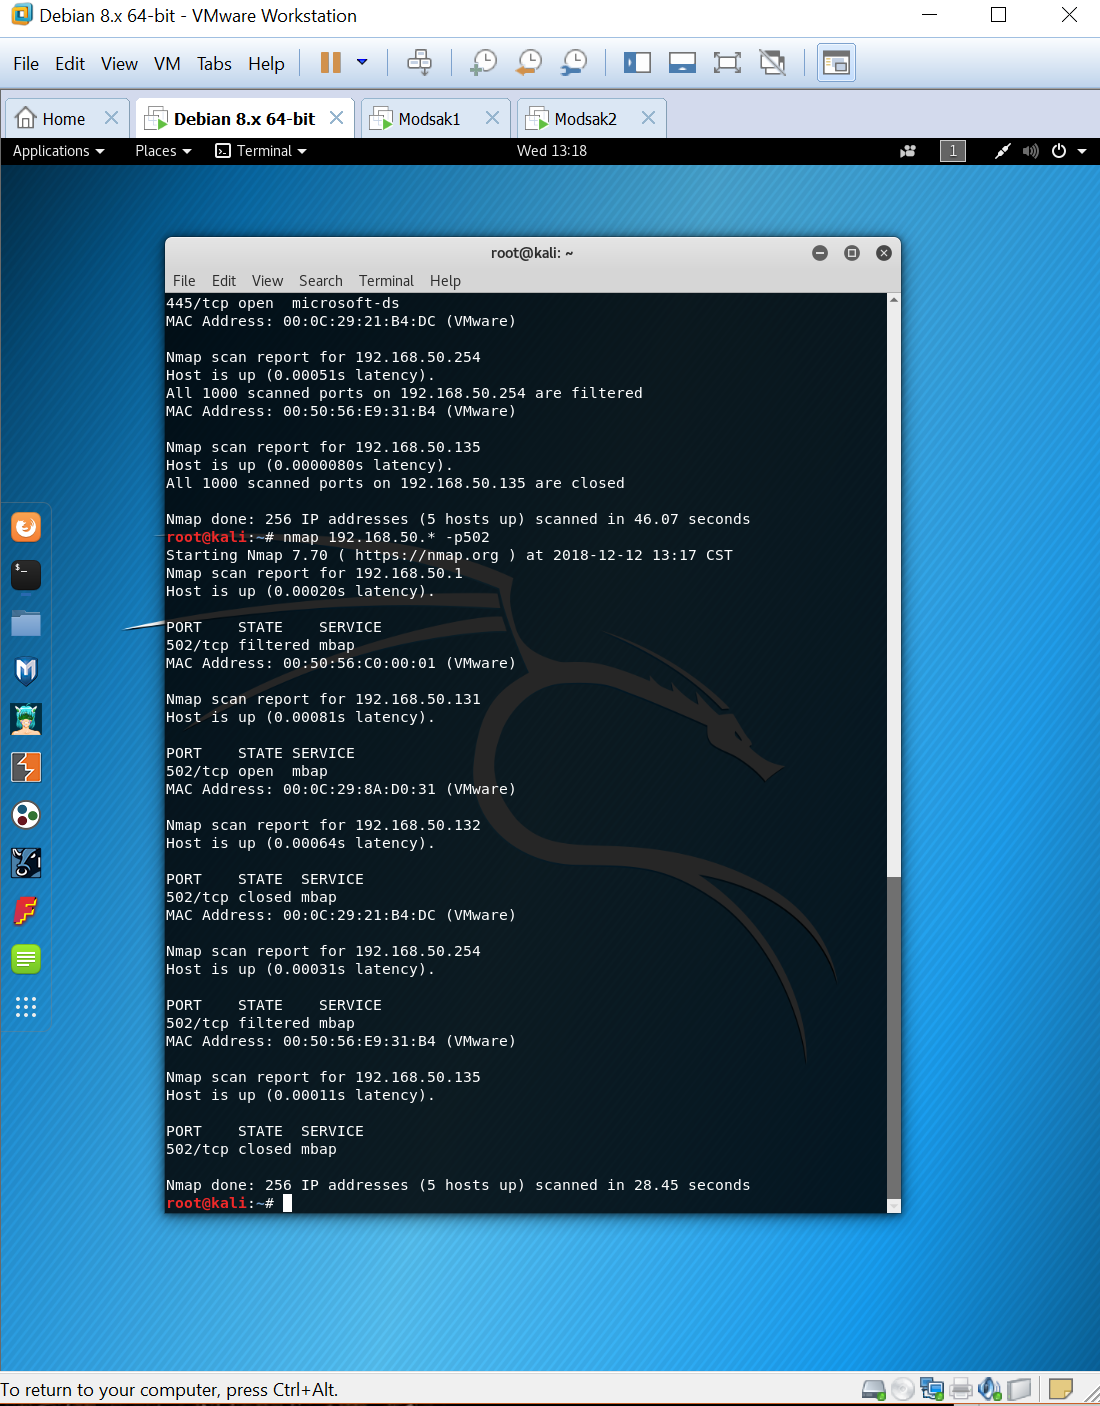 Debian 8.x 64-bit - VMware Workstation
File Edit View VM Tabs Help
Home Debian 8.x 64-bit Modsak1 Modsak2
Applications Places Terminal Wed 13:18 1
root@kali: ~
File Edit View Search Terminal Help
445/tcp open  microsoft-ds
MAC Address: 00:0C:29:21:B4:DC (VMware)
Nmap scan report for 192.168.50.254
Host is up (0.00051s latency).
All 1000 scanned ports on 192.168.50.254 are filtered
MAC Address: 00:50:56:E9:31:B4 (VMware)
Nmap scan report for 192.168.50.135
Host is up (0.0000080s latency).
All 1000 scanned ports on 192.168.50.135 are closed
Nmap done: 256 IP addresses (5 hosts up) scanned in 46.07 seconds
root@kali:~# nmap 192.168.50.* -p502
Starting Nmap 7.70 ( https://nmap.org ) at 2018-12-12 13:17 CST
Nmap scan report for 192.168.50.1
Host is up (0.00020s latency).
PORT    STATE    SERVICE
502/tcp filtered mbap
MAC Address: 00:50:56:C0:00:01 (VMware)
Nmap scan report for 192.168.50.131
Host is up (0.00081s latency).
PORT    STATE SERVICE
502/tcp open  mbap
MAC Address: 00:0C:29:8A:D0:31 (VMware)
Nmap scan report for 192.168.50.132
Host is up (0.00064s latency).
PORT    STATE  SERVICE
502/tcp closed mbap
MAC Address: 00:0C:29:21:B4:DC (VMware)
Nmap scan report for 192.168.50.254
Host is up (0.00031s latency).
PORT    STATE    SERVICE
502/tcp filtered mbap
MAC Address: 00:50:56:E9:31:B4 (VMware)
Nmap scan report for 192.168.50.135
Host is up (0.00011s latency).
PORT    STATE  SERVICE
502/tcp closed mbap
Nmap done: 256 IP addresses (5 hosts up) scanned in 28.45 seconds
root@kali:~#
To return to your computer, press Ctrl+Alt.